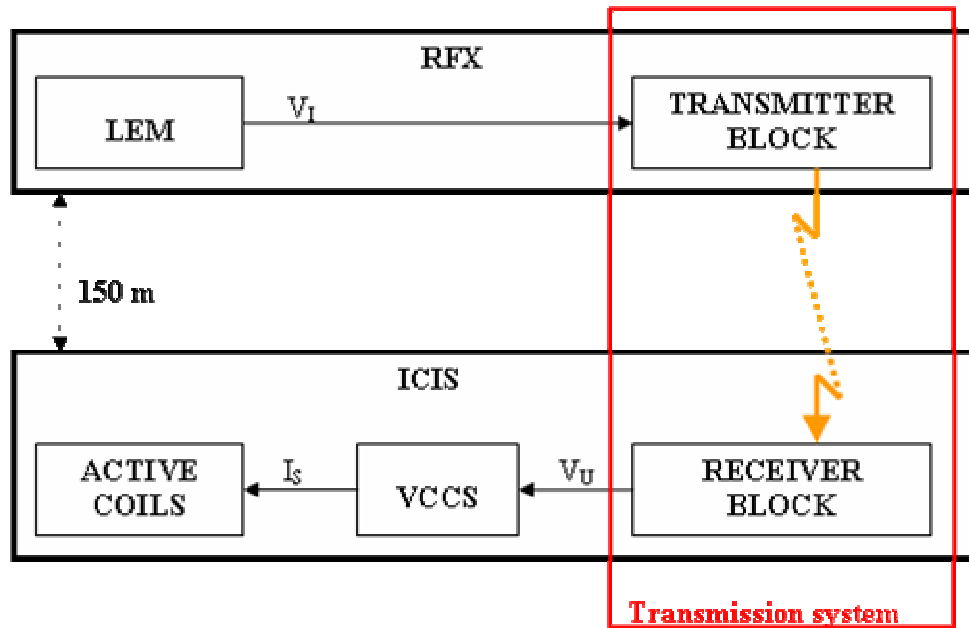 RFX
LEM
V_I
TRANSMITTER
BLOCK
150 m
ICIS
ACTIVE
COILS
I_S
VCCS
V_U
RECEIVER
BLOCK
Transmission system